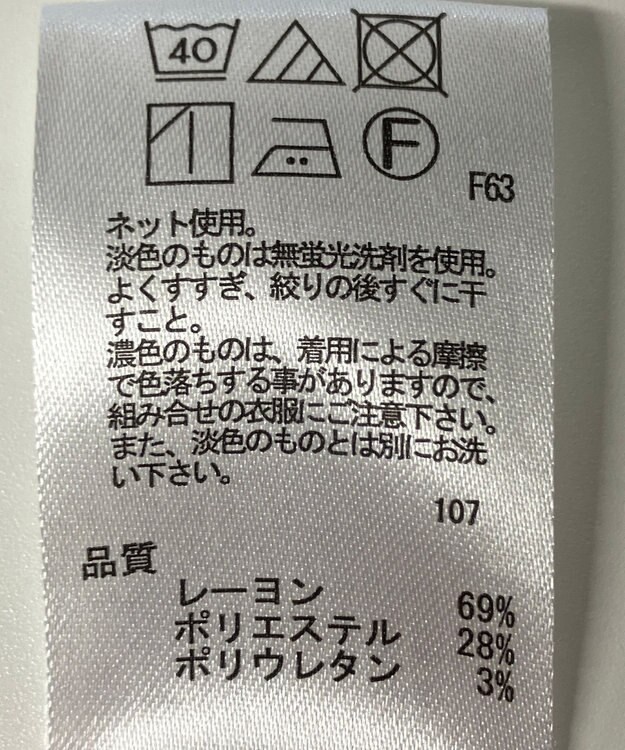 40
F
F63
ネット使用。
淡色のものは無蛍光洗剤を使用。
よくすすぎ、絞りの後すぐに干
すこと。
濃色のものは、着用による摩擦
で色落ちする事がありますので、
組み合せの衣服にご注意下さい。
また、淡色のものとは別にお洗
い下さい。
107
品質
レーヨン 69%
ポリエステル 28%
ポリウレタン 3%